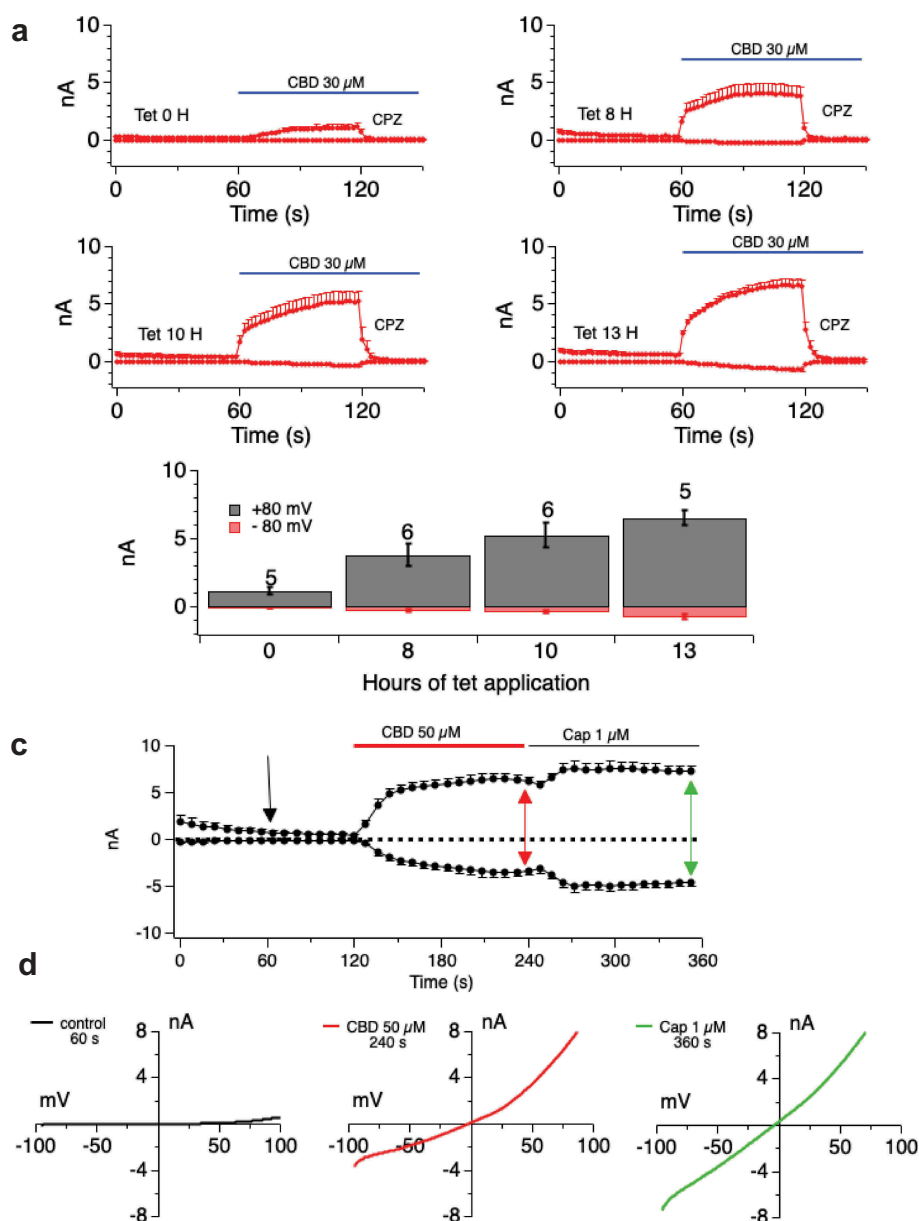 a
10
5
0
nA
CBD 30 µM
Tet 0 H
CPZ
0
60
120
Time (s)
10
5
0
nA
CBD 30 µM
Tet 8 H
CPZ
0
60
120
Time (s)
10
5
0
nA
CBD 30 µM
Tet 10 H
CPZ
0
60
120
Time (s)
10
5
0
nA
CBD 30 µM
Tet 13 H
CPZ
0
60
120
Time (s)
10
5
0
nA
+80 mV
- 80 mV
5
6
6
5
0
8
10
13
Hours of tet application
c
CBD 50 µM
Cap 1 µM
10
5
0
-5
-10
nA
0
60
120
180
240
300
360
Time (s)
d
control
60 s
8
nA
4
mV
-100
-50
50
100
-4
-8
CBD 50 µM
240 s
8
nA
4
mV
-100
-50
50
100
-4
-8
Cap 1 µM
360 s
8
nA
4
mV
-100
-50
50
100
-4
-8